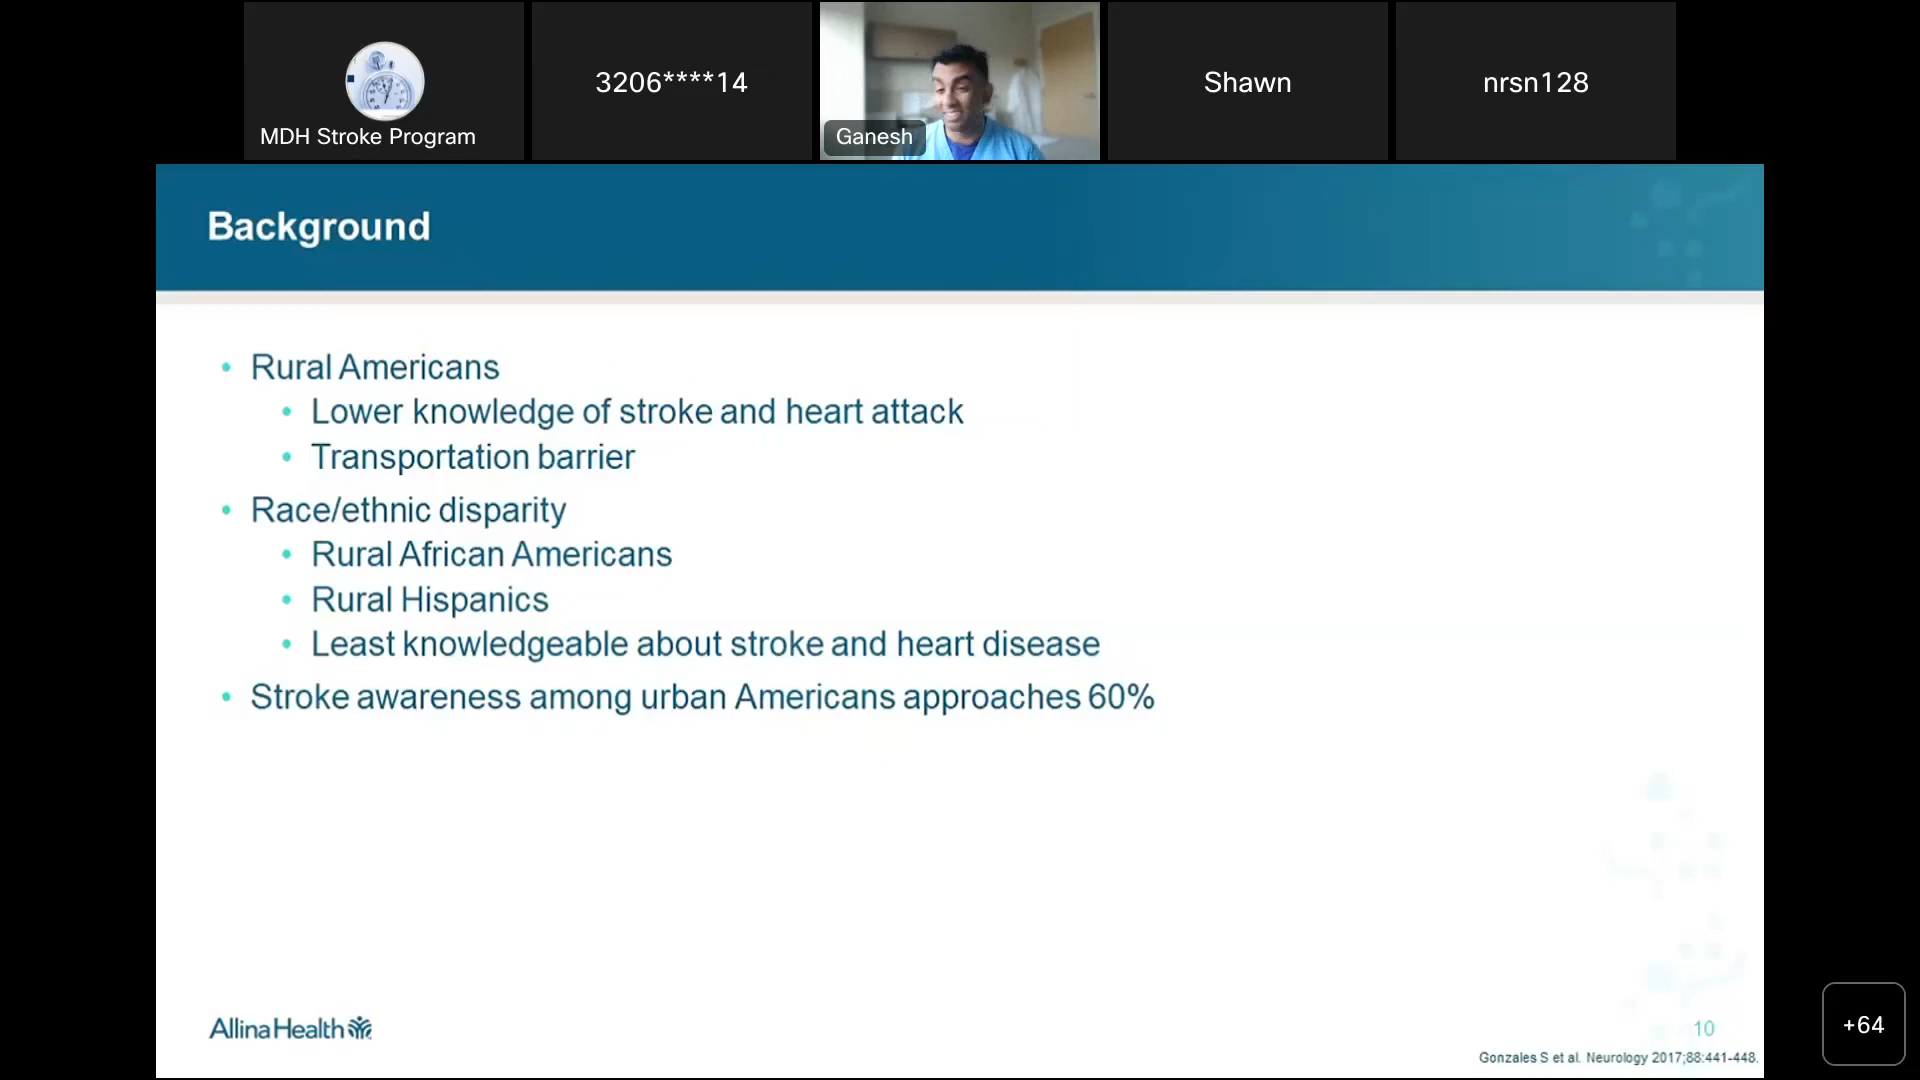 MDH Stroke Program
3206****14
Ganesh
Shawn
nrsn128
Background
• Rural Americans
• Lower knowledge of stroke and heart attack
• Transportation barrier
• Race/ethnic disparity
• Rural African Americans
• Rural Hispanics
• Least knowledgeable about stroke and heart disease
• Stroke awareness among urban Americans approaches 60%
AllinaHealth
10
Gonzales S et al. Neurology 2017;88:441-448.
+64